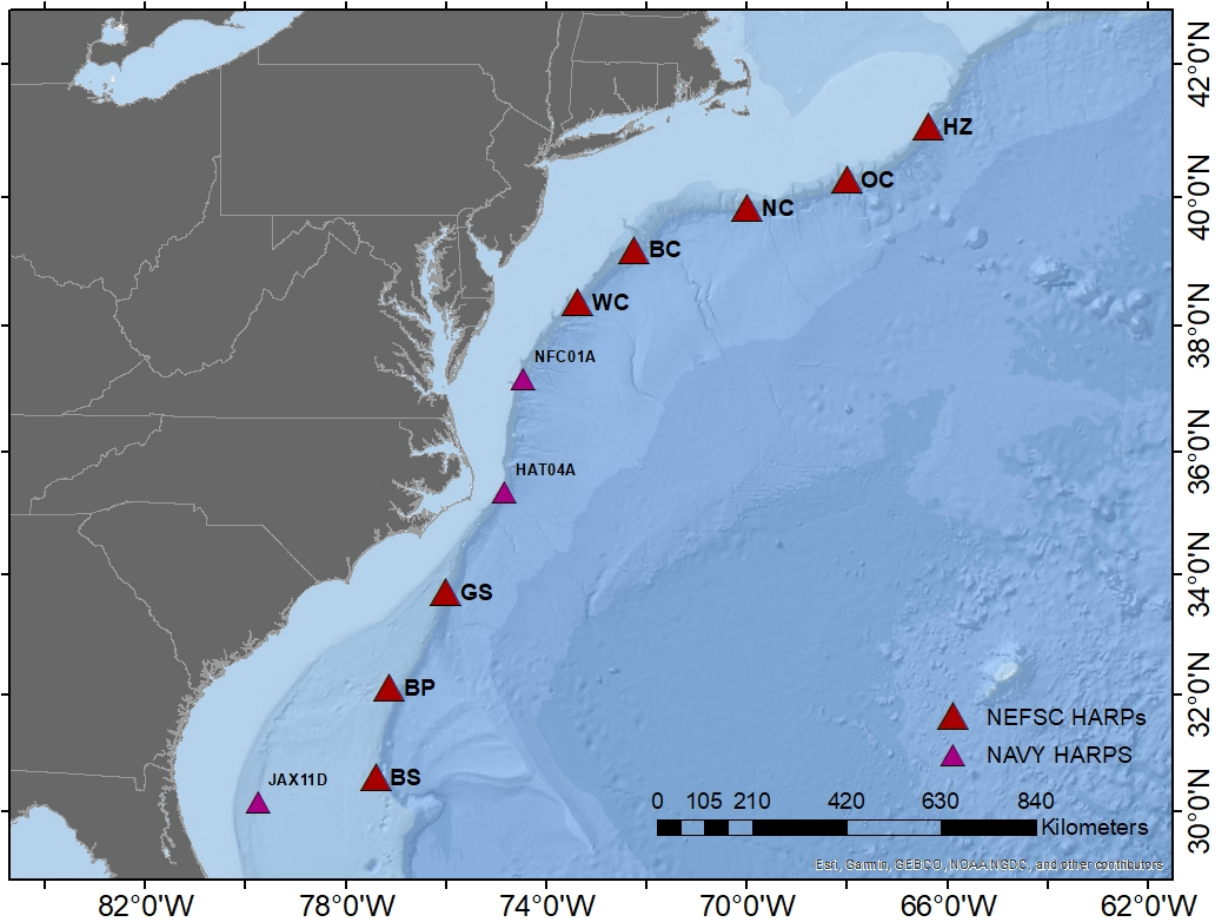 42°0'N
HZ
OC
40°0'N
NC
BC
WC
38°0'N
NFC01A
36°0'N
HAT04A
34°0'N
GS
32°0'N
BP
NEFSC HARPs
NAVY HARPS
JAX11D
BS
30°0'N
0 105 210 420 630 840
Kilometers
Esri, Garmin, GEBCO, NOAA NGDC, and other contributors
82°0'W 78°0'W 74°0'W 70°0'W 66°0'W 62°0'W